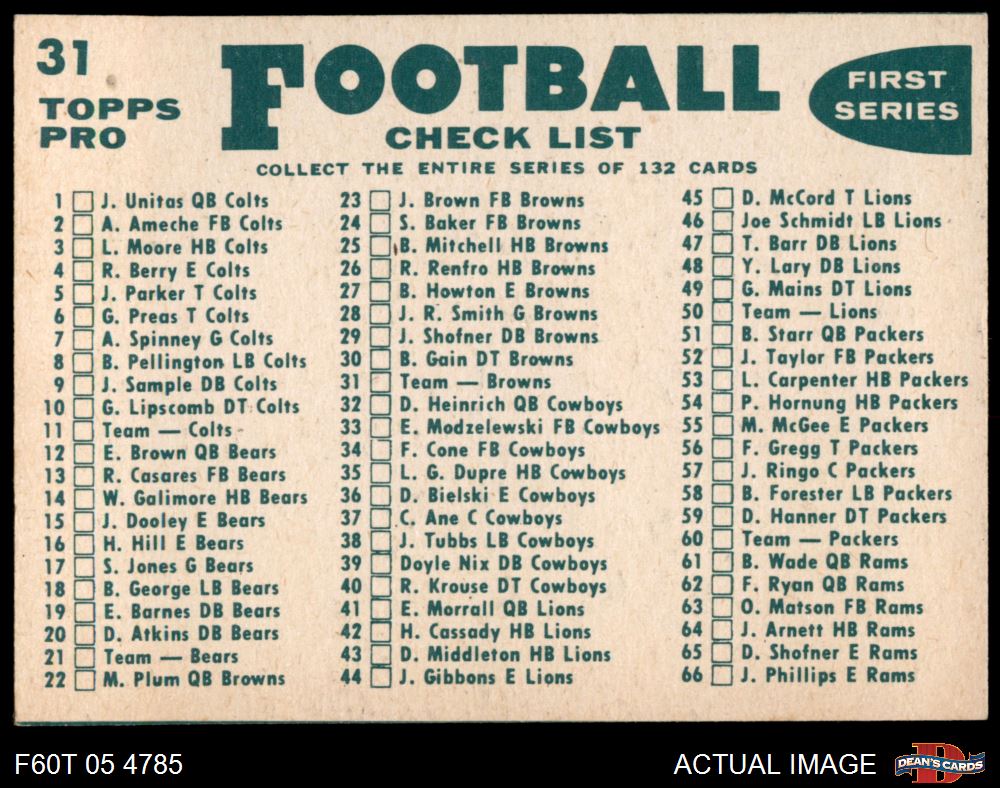 31
TOPPS
PRO
FOOTBALL
CHECK LIST
FIRST
SERIES
COLLECT THE ENTIRE SERIES OF 132 CARDS
1 J. Unitas QB Colts
2 A. Ameche FB Colts
3 L. Moore HB Colts
4 R. Berry E Colts
5 J. Parker T Colts
6 G. Preas T Colts
7 A. Spinney G Colts
8 B. Pellington LB Colts
9 J. Sample DB Colts
10 G. Lipscomb DT Colts
11 Team — Colts
12 E. Brown QB Bears
13 R. Casares FB Bears
14 W. Galimore HB Bears
15 J. Dooley E Bears
16 H. Hill E Bears
17 S. Jones G Bears
18 B. George LB Bears
19 E. Barnes DB Bears
20 D. Atkins DB Bears
21 Team — Bears
22 M. Plum QB Browns
23 J. Brown FB Browns
24 S. Baker FB Browns
25 B. Mitchell HB Browns
26 R. Renfro HB Browns
27 B. Howton E Browns
28 J. R. Smith G Browns
29 J. Shofner DB Browns
30 B. Gain DT Browns
31 Team — Browns
32 D. Heinrich QB Cowboys
33 E. Modzelewski FB Cowboys
34 F. Cone FB Cowboys
35 L. G. Dupre HB Cowboys
36 D. Bielski E Cowboys
37 C. Ane C Cowboys
38 J. Tubbs LB Cowboys
39 Doyle Nix DB Cowboys
40 R. Krouse DT Cowboys
41 E. Morrall QB Lions
42 H. Cassady HB Lions
43 D. Middleton HB Lions
44 J. Gibbons E Lions
45 D. McCord T Lions
46 Joe Schmidt LB Lions
47 T. Barr DB Lions
48 Y. Lary DB Lions
49 G. Mains DT Lions
50 Team — Lions
51 B. Starr QB Packers
52 J. Taylor FB Packers
53 L. Carpenter HB Packers
54 P. Hornung HB Packers
55 M. McGee E Packers
56 F. Gregg T Packers
57 J. Ringo C Packers
58 B. Forester LB Packers
59 D. Hanner DT Packers
60 Team — Packers
61 B. Wade QB Rams
62 F. Ryan QB Rams
63 O. Matson FB Rams
64 J. Arnett HB Rams
65 D. Shofner E Rams
66 J. Phillips E Rams
F60T 05 4785
ACTUAL IMAGE
D
DEAN'S CARDS